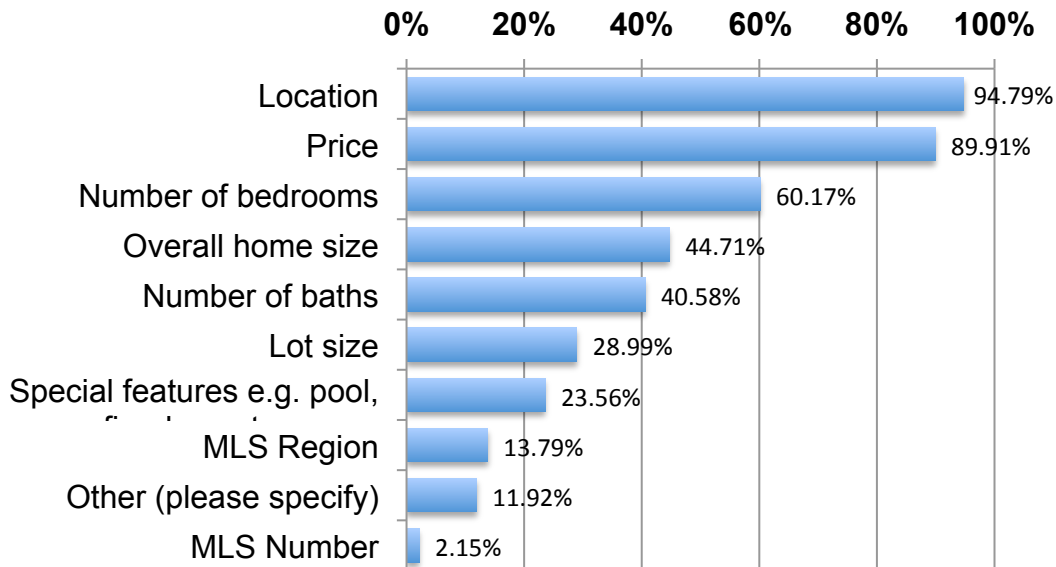 0% 20% 40% 60% 80% 100%
Location 94.79%
Price 89.91%
Number of bedrooms 60.17%
Overall home size 44.71%
Number of baths 40.58%
Lot size 28.99%
Special features e.g. pool, 23.56%
MLS Region 13.79%
Other (please specify) 11.92%
MLS Number 2.15%